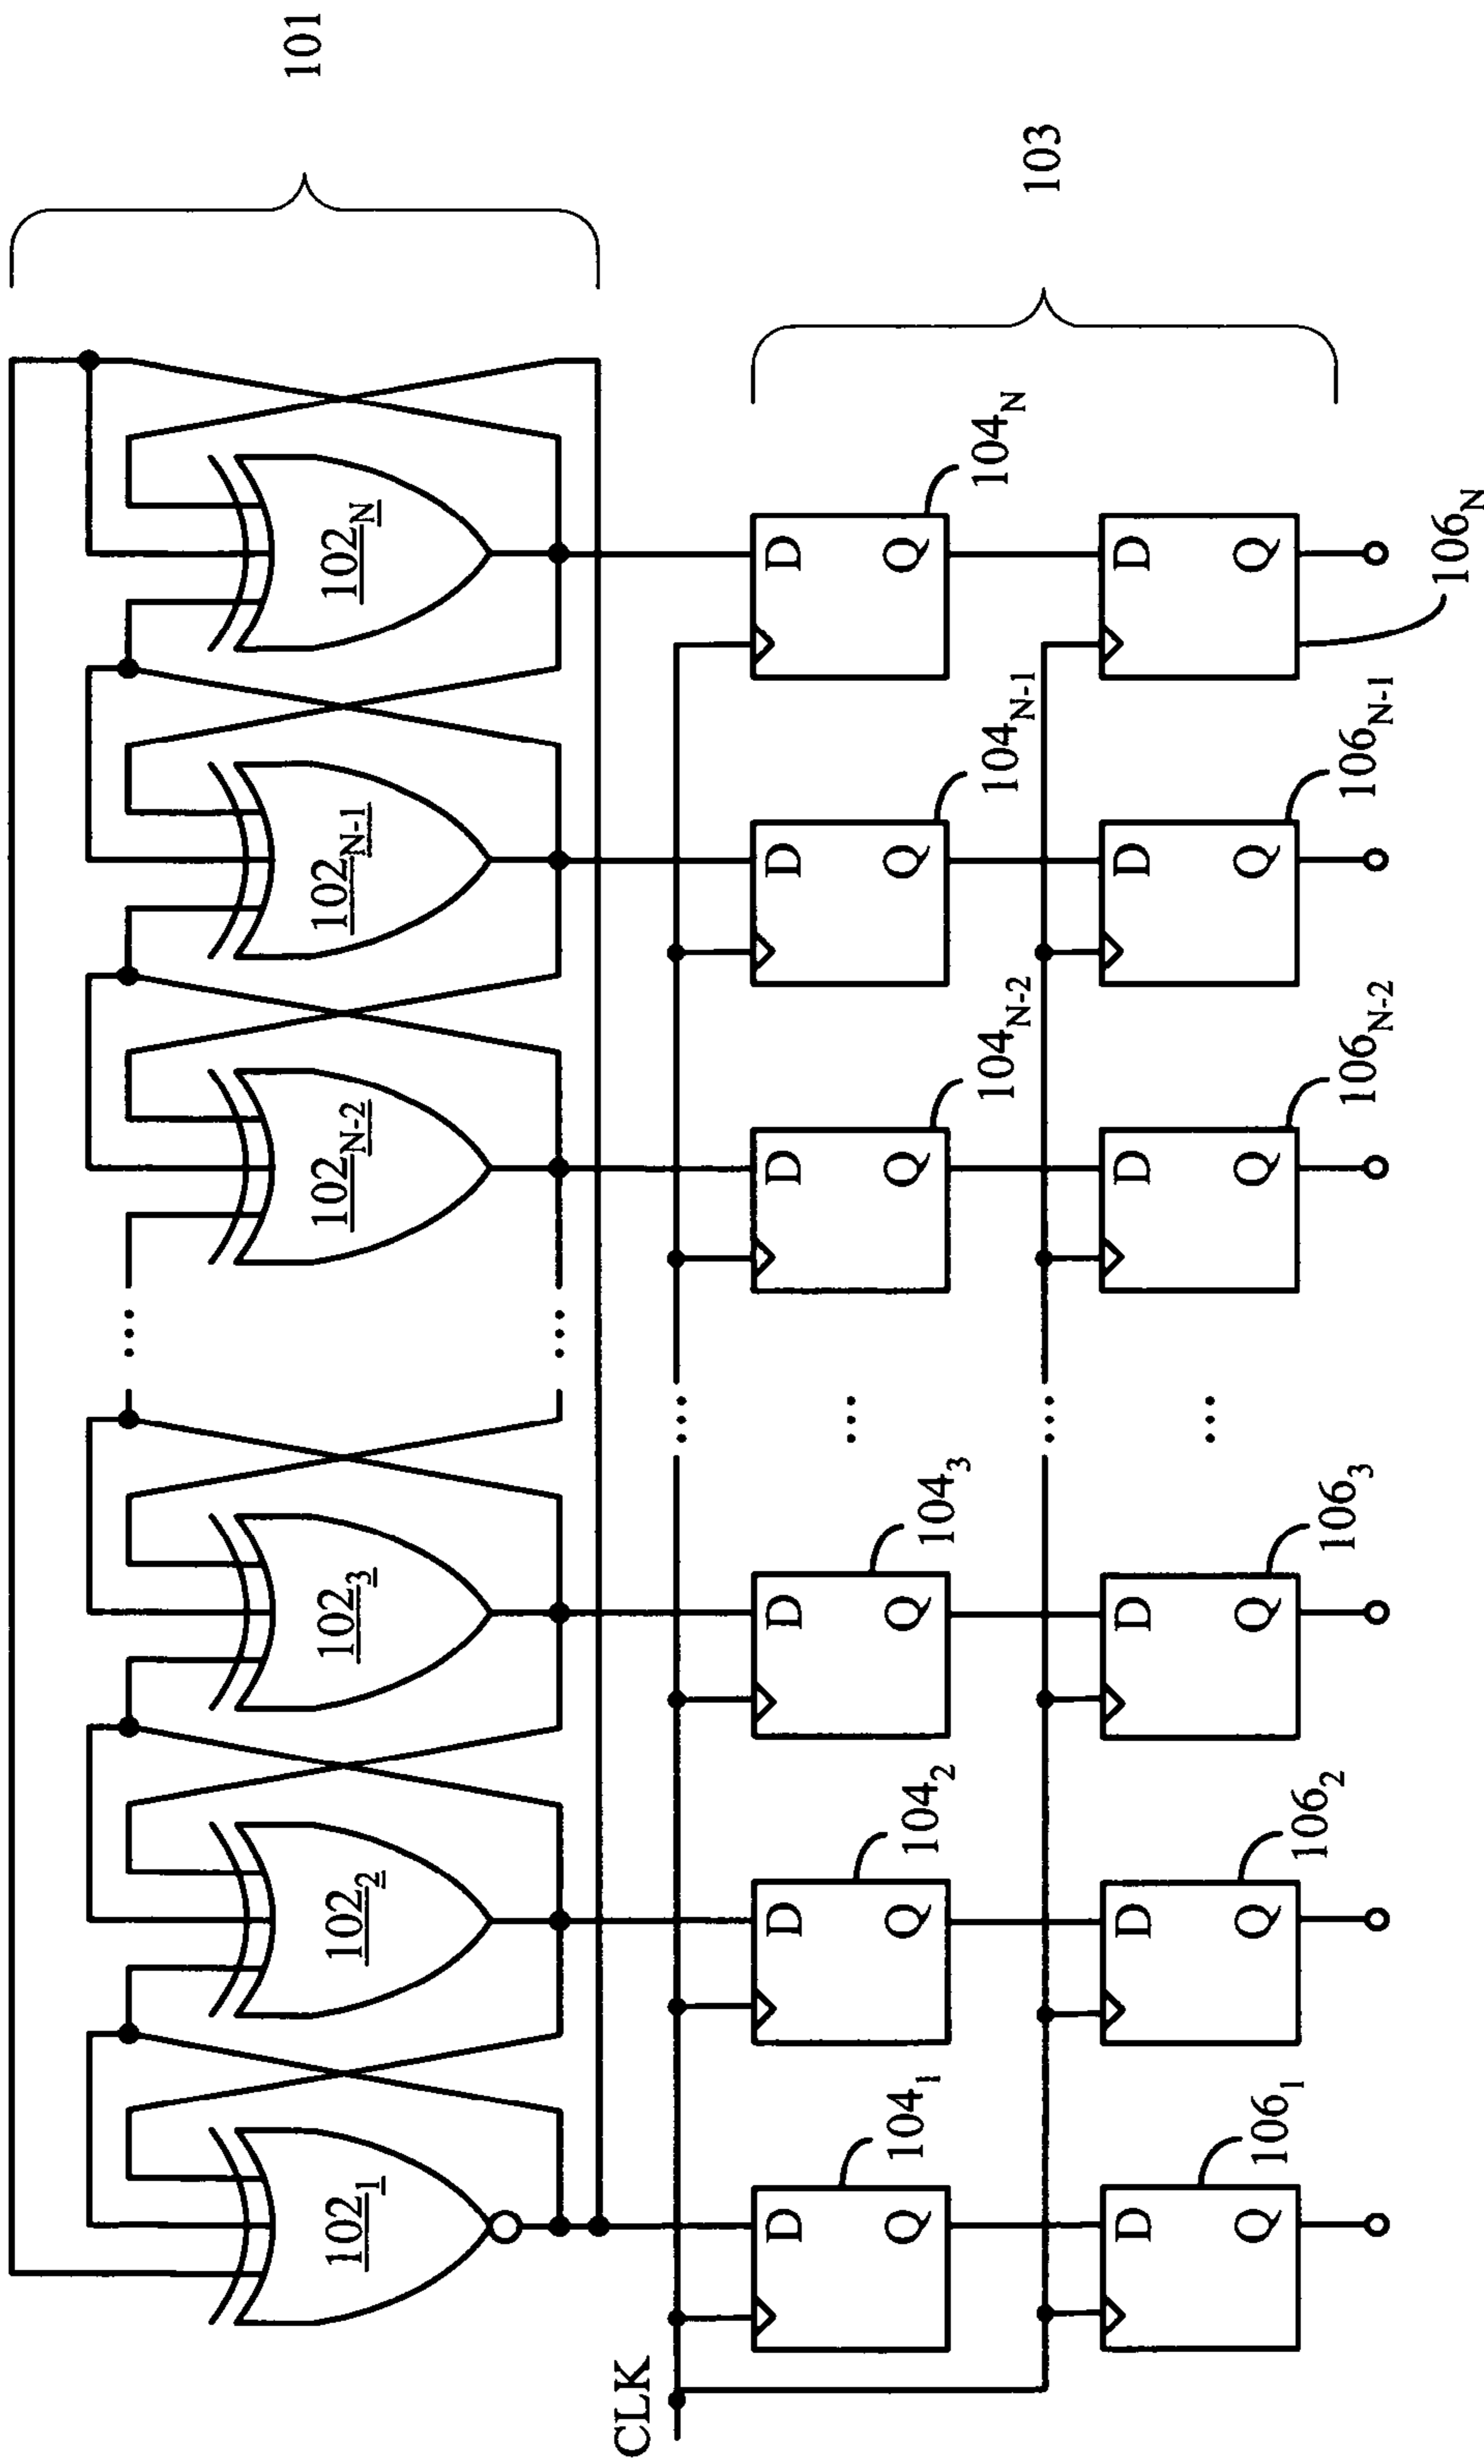 101
102₁ 102₂ 102₃ ... 102N-2 102N-1 102N
103
CLK
D D D D D D
Q Q Q Q Q Q
104₁ 104₂ 104₃ ... 104N-2 104N-1 104N
D D D D D D
Q Q Q Q Q Q
106₁ 106₂ 106₃ ... 106N-2 106N-1 106N